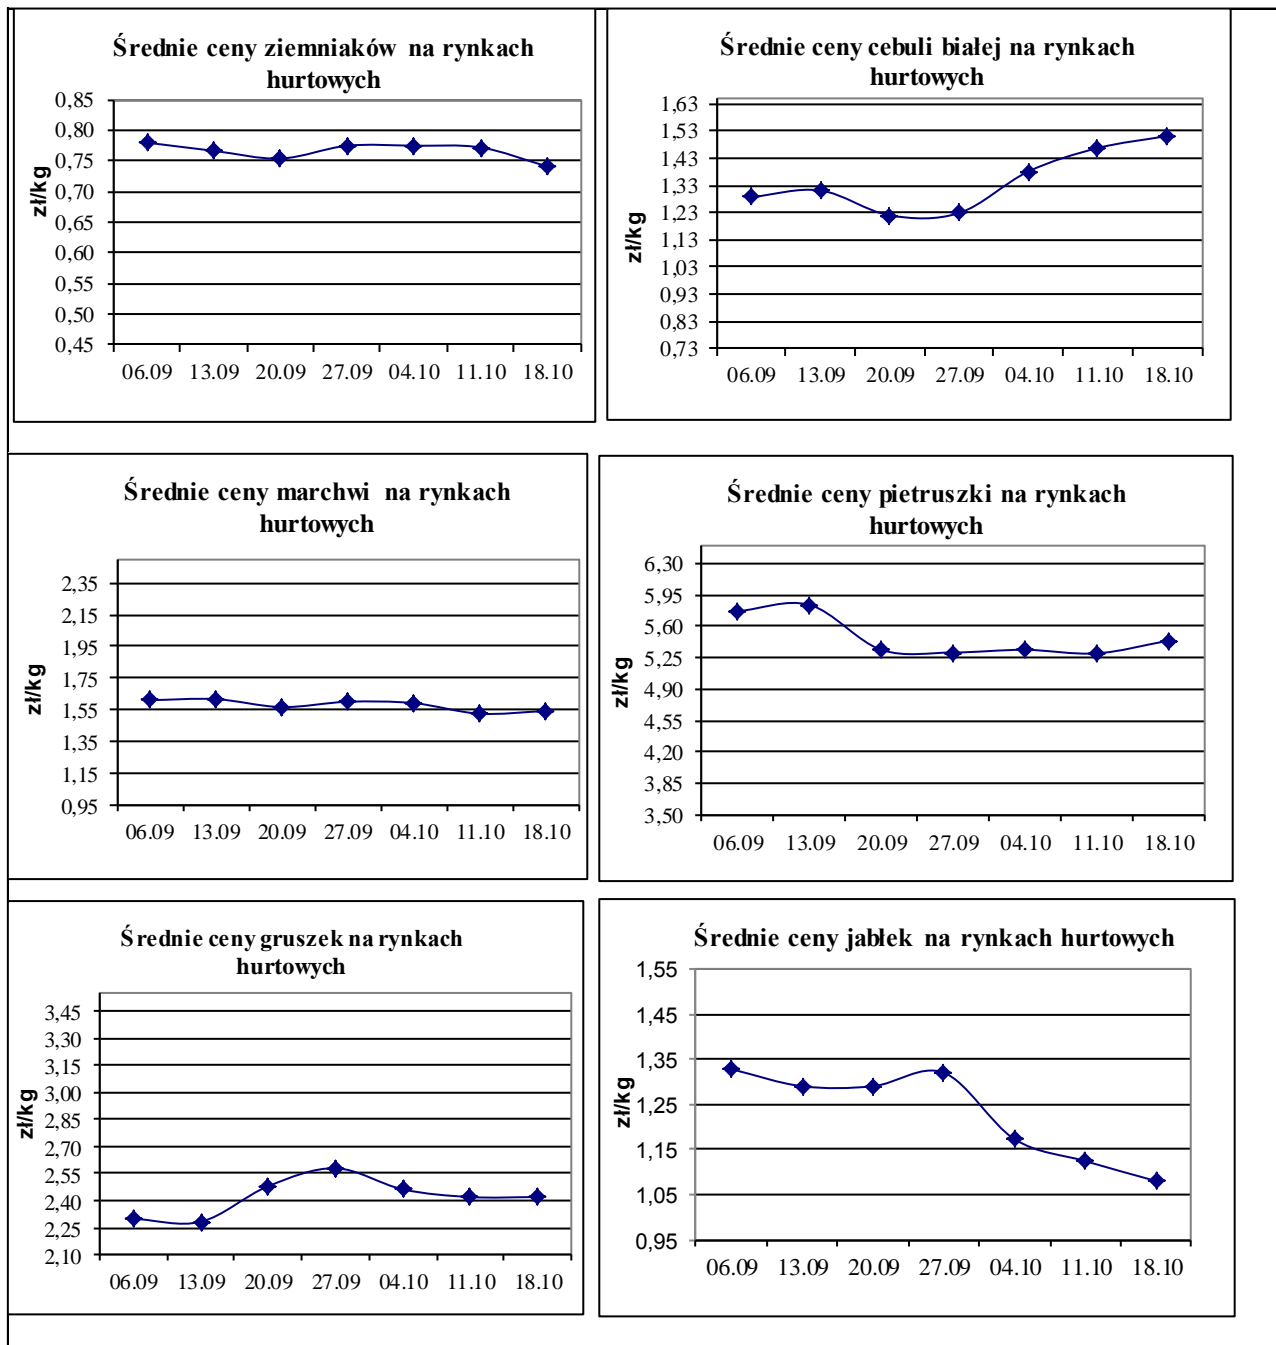 Średnie ceny ziemniaków na rynkach
hurtowych
zł/kg
0,85
0,80
0,75
0,70
0,65
0,60
0,55
0,50
0,45
06.09 13.09 20.09 27.09 04.10 11.10 18.10
Średnie ceny cebuli białej na rynkach
hurtowych
zł/kg
1,63
1,53
1,43
1,33
1,23
1,13
1,03
0,93
0,83
0,73
06.09 13.09 20.09 27.09 04.10 11.10 18.10
Średnie ceny marchwi na rynkach
hurtowych
zł/kg
2,35
2,15
1,95
1,75
1,55
1,35
1,15
0,95
06.09 13.09 20.09 27.09 04.10 11.10 18.10
Średnie ceny pietruszki na rynkach
hurtowych
zł/kg
6,30
5,95
5,60
5,25
4,90
4,55
4,20
3,85
3,50
06.09 13.09 20.09 27.09 04.10 11.10 18.10
Średnie ceny gruszek na rynkach
hurtowych
zł/kg
3,45
3,30
3,15
3,00
2,85
2,70
2,55
2,40
2,25
2,10
06.09 13.09 20.09 27.09 04.10 11.10 18.10
Średnie ceny jabłek na rynkach hurtowych
zł/kg
1,55
1,45
1,35
1,25
1,15
1,05
0,95
06.09 13.09 20.09 27.09 04.10 11.10 18.10